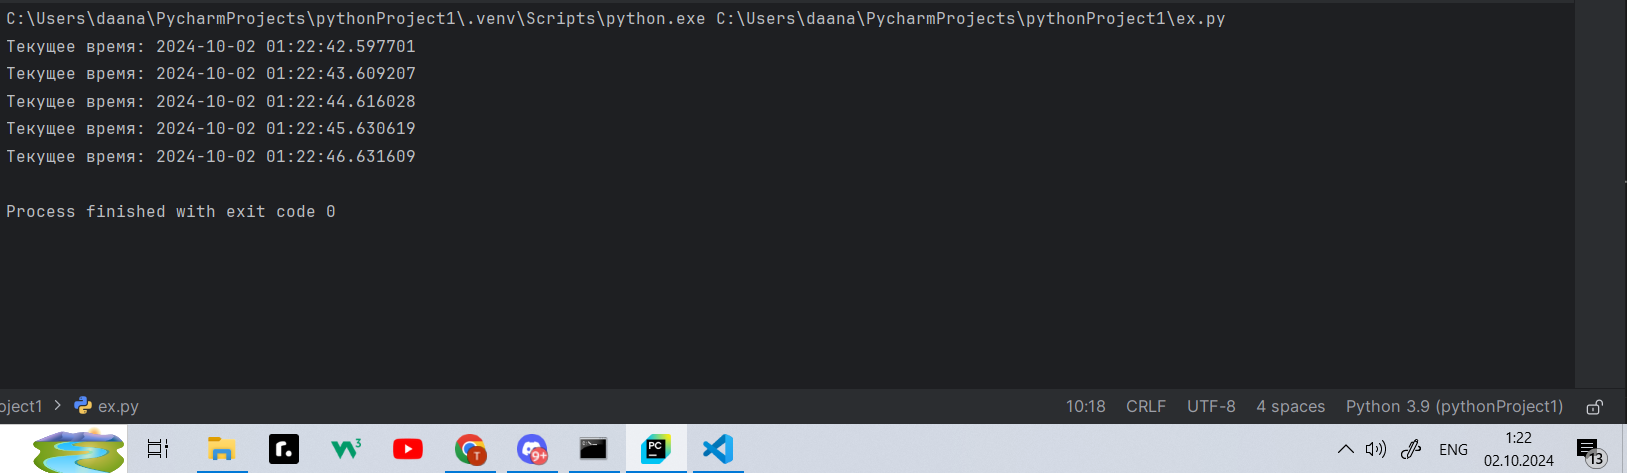 C:\Users\daana\PycharmProjects\pythonProject1\.venv\Scripts\python.exe C:\Users\daana\PycharmProjects\pythonProject1\ex.py
Текущее время: 2024-10-02 01:22:42.597701
Текущее время: 2024-10-02 01:22:43.609207
Текущее время: 2024-10-02 01:22:44.616028
Текущее время: 2024-10-02 01:22:45.630619
Текущее время: 2024-10-02 01:22:46.631609
Process finished with exit code 0
oject1 > ex.py 10:18 CRLF UTF-8 4 spaces Python 3.9 (pythonProject1)
r. w3 T 9+ PC ENG 1:22
02.10.2024 13